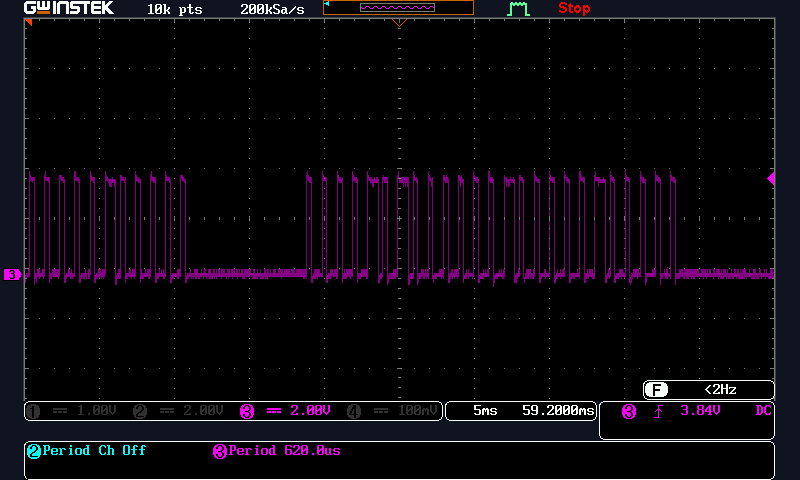 GWINSTEK 10k pts 200kSa/s Stop
3
F <2Hz
1 1.00V 2 2.00V 3 2.00V 4 100mV 5ms 59.2000ms 3 3.84V DC
2 Period Ch Off 3 Period 620.0us